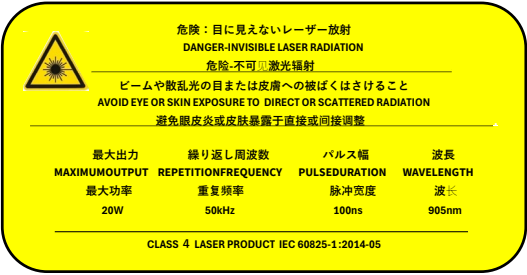 危険：目に見えないレーザー放射
DANGER-INVISIBLE LASER RADIATION
危险-不可见激光辐射
ビームや散乱光の目または皮膚への被ばくはさけること
AVOID EYE OR SKIN EXPOSURE TO DIRECT OR SCATTERED RADIATION
避免眼皮炎或皮肤暴露于直接或间接调整
最大出力 繰り返し周波数 パルス幅 波長
MAXIMUMOUTPUT REPETITIONFREQUENCY PULSEDURATION WAVELENGTH
最大功率 重复频率 脉冲宽度 波长
20W 50kHz 100ns 905nm
CLASS 4 LASER PRODUCT IEC 60825-1:2014-05